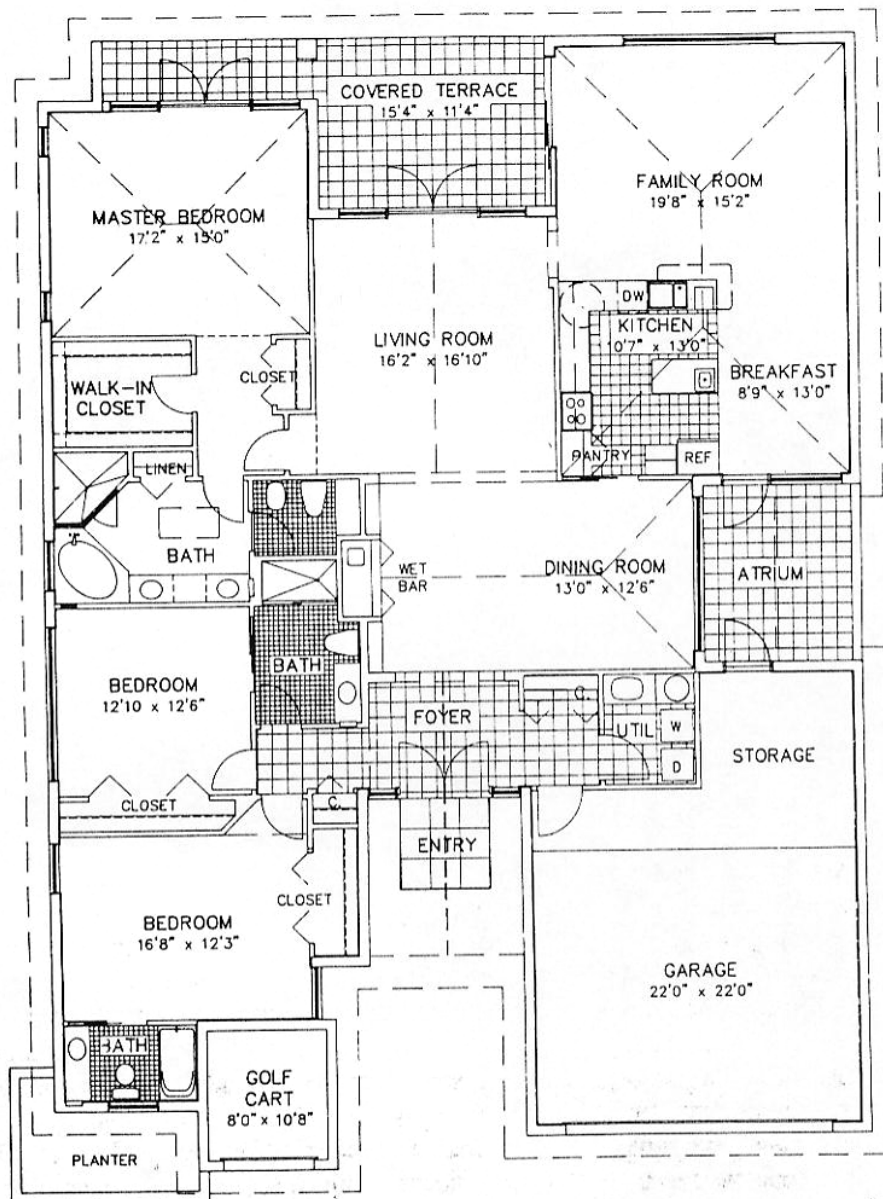 COVERED TERRACE
15'4" x 11'4"
FAMILY ROOM
19'8" x 15'2"
MASTER BEDROOM
17'2" x 15'0"
DW
KITCHEN
10'7" x 13'0"
LIVING ROOM
16'2" x 16'10"
CLOSET
WALK-IN
CLOSET
BREAKFAST
8'9" x 13'0"
PANTRY
REF
LINEN
BATH
WET
BAR
DINING ROOM
13'0" x 12'6"
ATRIUM
BATH
BEDROOM
12'10 x 12'6"
FOYER
C
UTIL
W
D
STORAGE
CLOSET
C
ENTRY
CLOSET
BEDROOM
16'8" x 12'3"
GARAGE
22'0" x 22'0"
BATH
GOLF
CART
8'0" x 10'8"
PLANTER